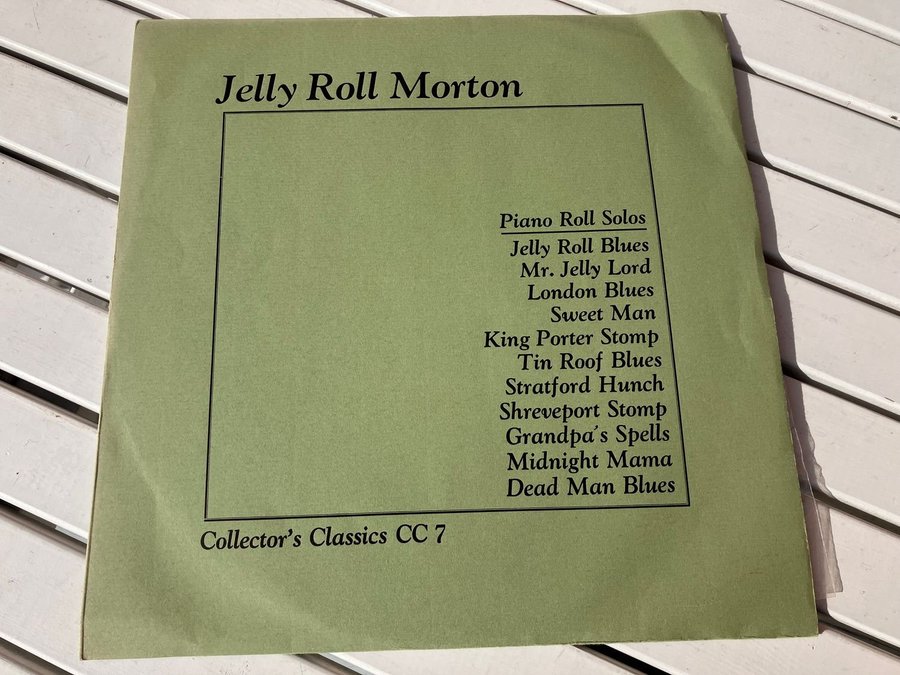 Jelly Roll Morton
Piano Roll Solos
Jelly Roll Blues
Mr. Jelly Lord
London Blues
Sweet Man
King Porter Stomp
Tin Roof Blues
Stratford Hunch
Shreveport Stomp
Grandpa's Spells
Midnight Mama
Dead Man Blues
Collector's Classics CC 7